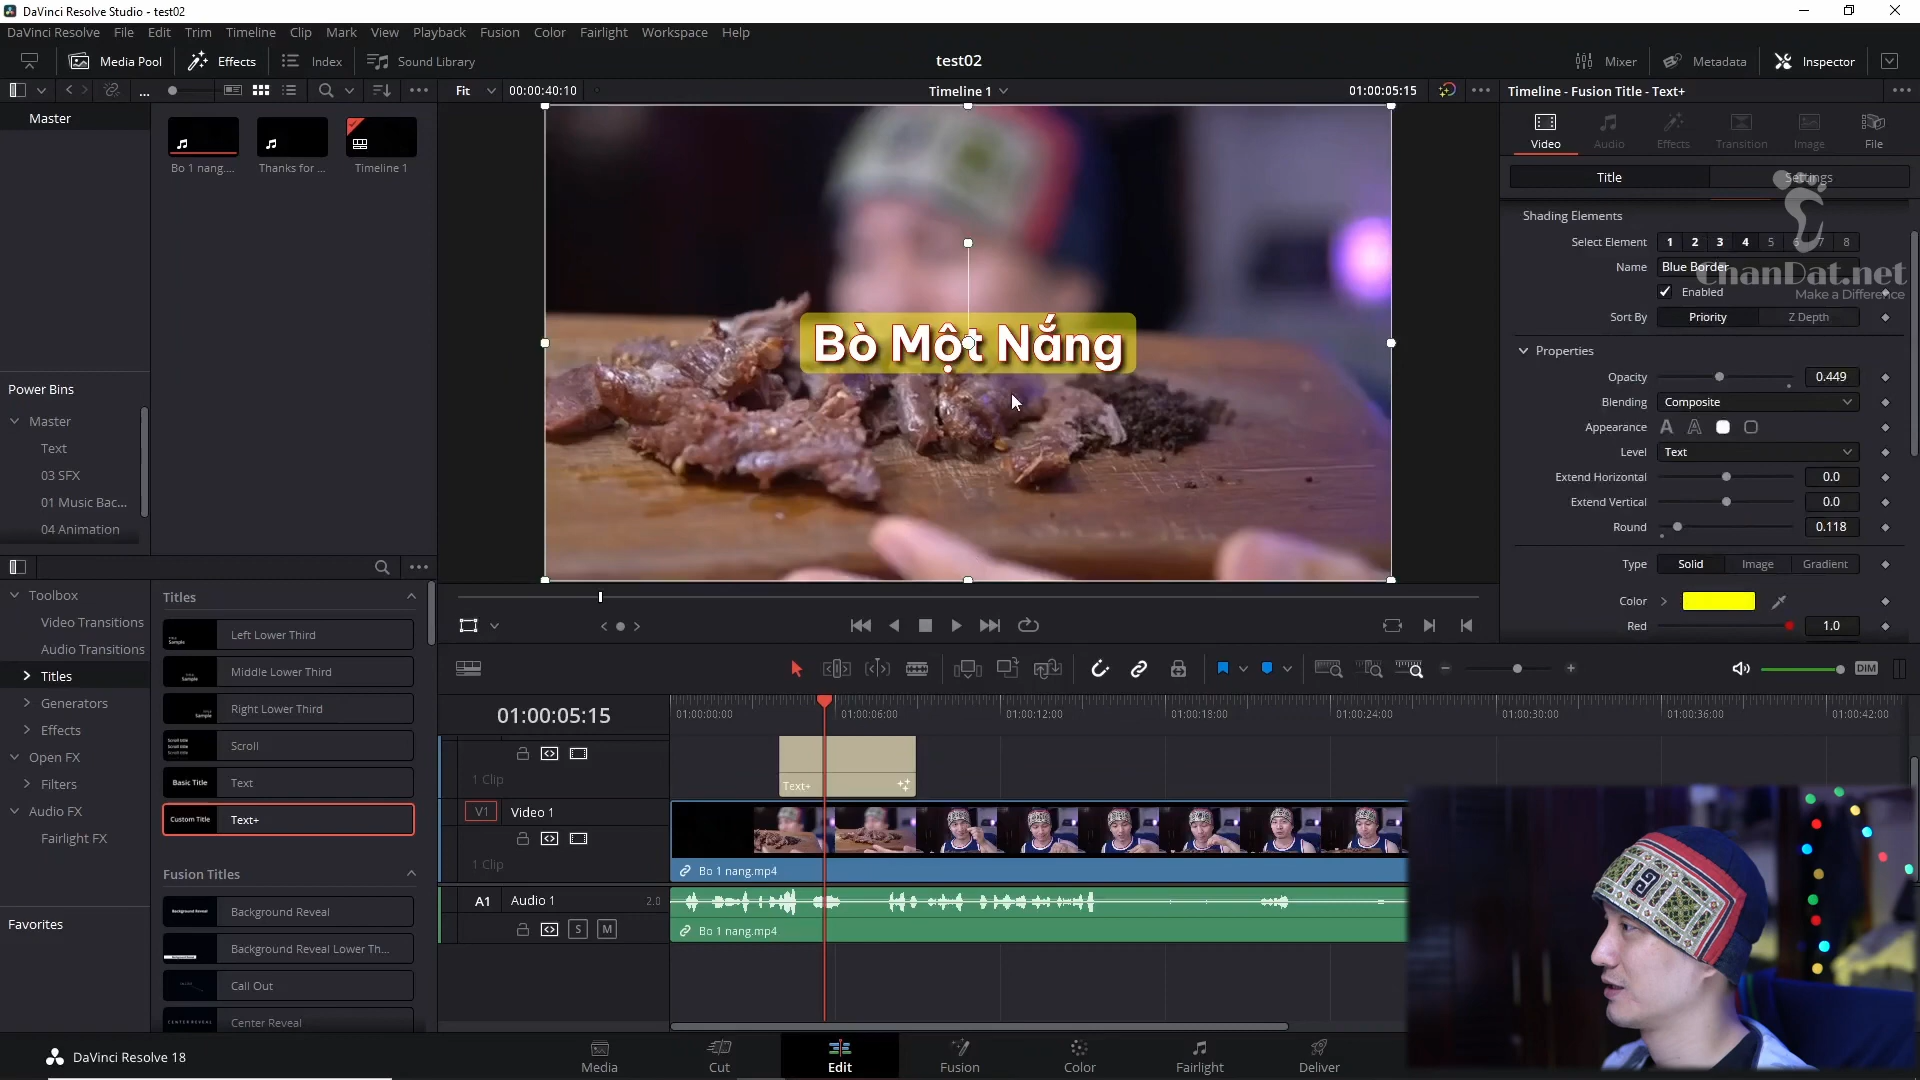 DaVinci Resolve Studio - test02
DaVinci Resolve File Edit Trim Timeline Clip Mark View Playback Fusion Color Fairlight Workspace Help
Media Pool Effects Index Sound Library test02 Mixer Metadata Inspector
Fit 00:00:40:10 Timeline 1 01:00:05:15 Timeline - Fusion Title - Text+
Master
Bo 1 nang....
Thanks for ...
Timeline 1
Power Bins
Master
Text
03 SFX
01 Music Bac...
04 Animation
Bò Một Nắng
Video Audio Effects Transition Image File
Title Settings
Shading Elements
Select Element 1 2 3 4 5 6 7 8
Name Blue Border
ChanDat.net
Make a Difference
Enabled
Sort By Priority Z Depth
Properties
Opacity 0.449
Blending Composite
Appearance
Level Text
Extend Horizontal 0.0
Extend Vertical 0.0
Round 0.118
Type Solid Image Gradient
Color
Red 1.0
Toolbox
Video Transitions
Audio Transitions
Titles
Generators
Effects
Open FX
Filters
Audio FX
Fairlight FX
Favorites
Titles
Left Lower Third
Middle Lower Third
Right Lower Third
Scroll
Basic Title Text
Custom Title Text+
Fusion Titles
Background Reveal Background Reveal
Background Reveal Lower Th...
Call Out
CENTER REVEAL Center Reveal
DIM
01:00:05:15
01:00:00:00 01:00:06:00 01:00:12:00 01:00:18:00 01:00:24:00 01:00:30:00 01:00:36:00 01:00:42:00
1 Clip
Text+
V1 Video 1
1 Clip
Bo 1 nang.mp4
A1 Audio 1 2.0
S M
Bo 1 nang.mp4
DaVinci Resolve 18
Media Cut Edit Fusion Color Fairlight Deliver